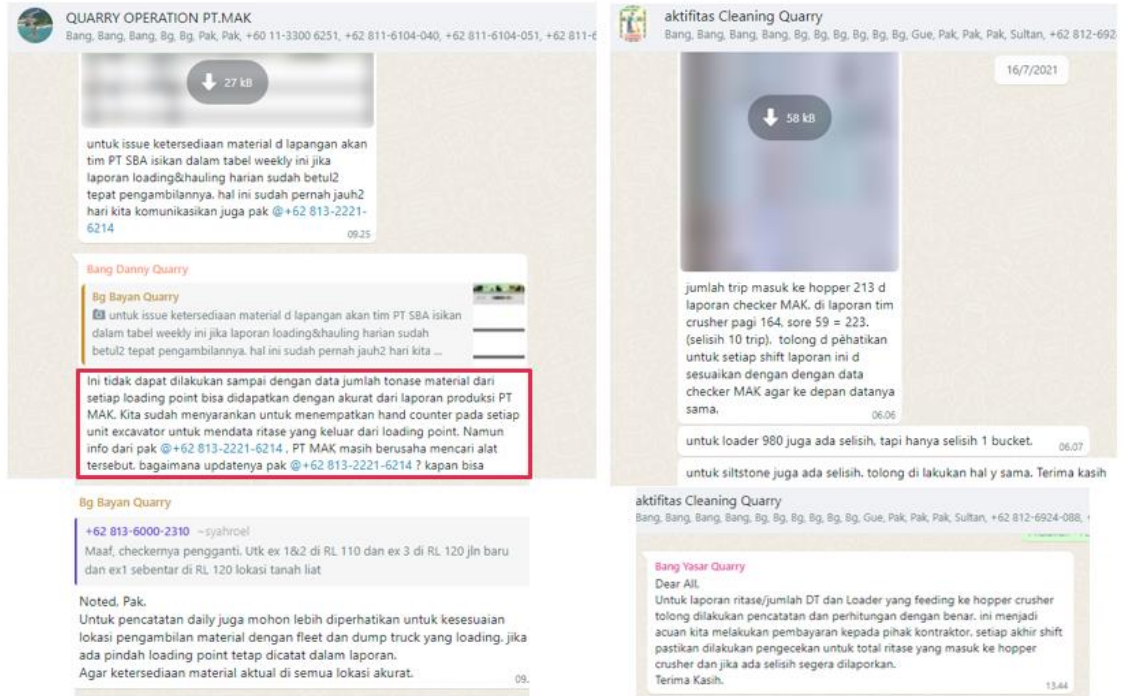 QUARRY OPERATION PT.MAK
Bang, Bang, Bang, Bg, Bg, Pak, Pak, +60 11-3300 6251, +62 811-6104-040, +62 811-6104-051, +62 811-6
27 kB
untuk issue ketersediaan material d lapangan akan
tim PT SBA isikan dalam tabel weekly ini jika
laporan loading&hauling harian sudah betul2
tepat pengambilannya. hal ini sudah pernah jauh2
hari kita komunikasikan juga pak @+62 813-2221-
6214
09.25
Bang Danny Quarry
Bg Bayan Quarry
untuk issue ketersediaan material d lapangan akan tim PT SBA isikan
dalam tabel weekly ini jika laporan loading&hauling harian sudah
betul2 tepat pengambilannya. hal ini sudah pernah jauh2 hari kita ...
Ini tidak dapat dilakukan sampai dengan data jumlah tonase material dari
setiap loading point bisa didapatkan dengan akurat dari laporan produksi PT
MAK. Kita sudah menyarankan untuk menempatkan hand counter pada setiap
unit excavator untuk mendata ritase yang keluar dari loading point. Namun
info dari pak @+62 813-2221-6214 , PT MAK masih berusaha mencari alat
tersebut. bagaimana updatenya pak @+62 813-2221-6214 ? kapan bisa
Bg Bayan Quarry
+62 813-6000-2310 ~syahroel
Maaf, checkernya pengganti. Utk ex 1&2 di RL 110 dan ex 3 di RL 120 jln baru
dan ex1 sebentar di RL 120 lokasi tanah liat
Noted, Pak.
Untuk pencatatan daily juga mohon lebih diperhatikan untuk kesesuaian
lokasi pengambilan material dengan fleet dan dump truck yang loading. jika
ada pindah loading point tetap dicatat dalam laporan.
Agar ketersediaan material aktual di semua lokasi akurat.
09.
aktifitas Cleaning Quarry
Bang, Bang, Bang, Bang, Bg, Bg, Bg, Bg, Bg, Bg, Gue, Pak, Pak, Pak, Sultan, +62 812-692
16/7/2021
58 kB
jumlah trip masuk ke hopper 213 d
laporan checker MAK. di laporan tim
crusher pagi 164, sore 59 = 223.
(selisih 10 trip). tolong d pèhatikan
untuk setiap shift laporan ini d
sesuaikan dengan dengan data
checker MAK agar ke depan datanya
sama.
06.06
untuk loader 980 juga ada selisih, tapi hanya selisih 1 bucket.
06.07
untuk siltstone juga ada selisih. tolong di lakukan hal y sama. Terima kasih
aktifitas Cleaning Quarry
Bang, Bang, Bang, Bang, Bg, Bg, Bg, Bg, Bg, Bg, Gue, Pak, Pak, Pak, Sultan, +62 812-6924-088,
Bang Yasar Quarry
Dear All,
Untuk laporan ritase/jumlah DT dan Loader yang feeding ke hopper crusher
tolong dilakukan pencatatan dan perhitungan dengan benar. ini menjadi
acuan kita melakukan pembayaran kepada pihak kontraktor. setiap akhir shift
pastikan dilakukan pengecekan untuk total ritase yang masuk ke hopper
crusher dan jika ada selisih segera dilaporkan.
Terima Kasih.
13.44